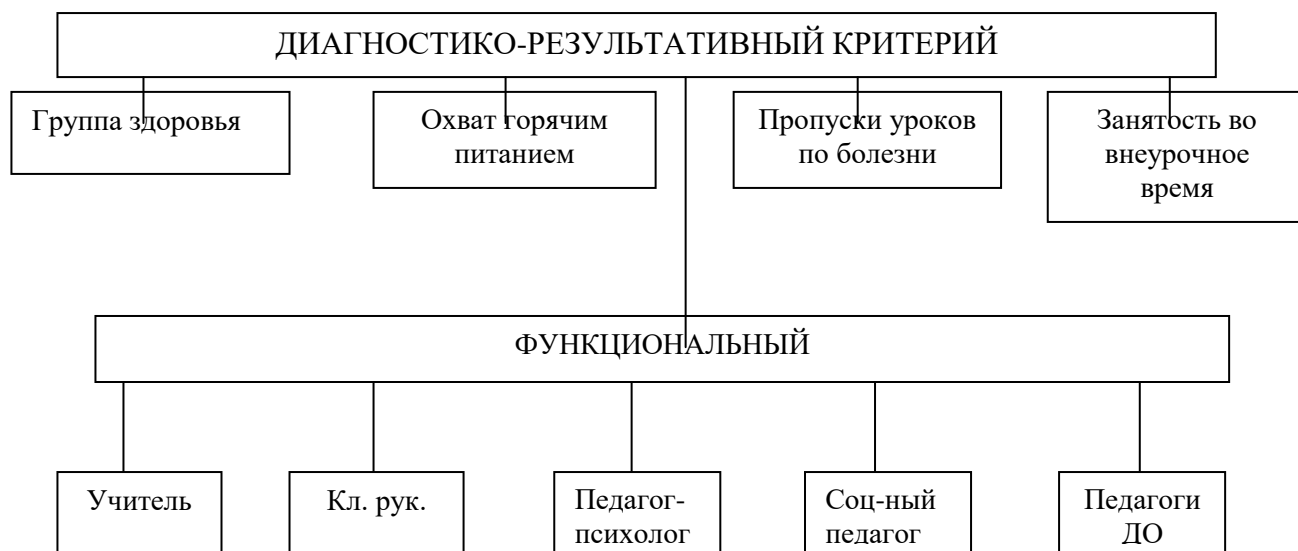 ДИАГНОСТИКО-РЕЗУЛЬТАТИВНЫЙ КРИТЕРИЙ
Группа здоровья
Охват горячим
питанием
Пропуски уроков
по болезни
Занятость во
внеурочное
время
ФУНКЦИОНАЛЬНЫЙ
Учитель
Кл. рук.
Педагог-
психолог
Соц-ный
педагог
Педагоги
ДО